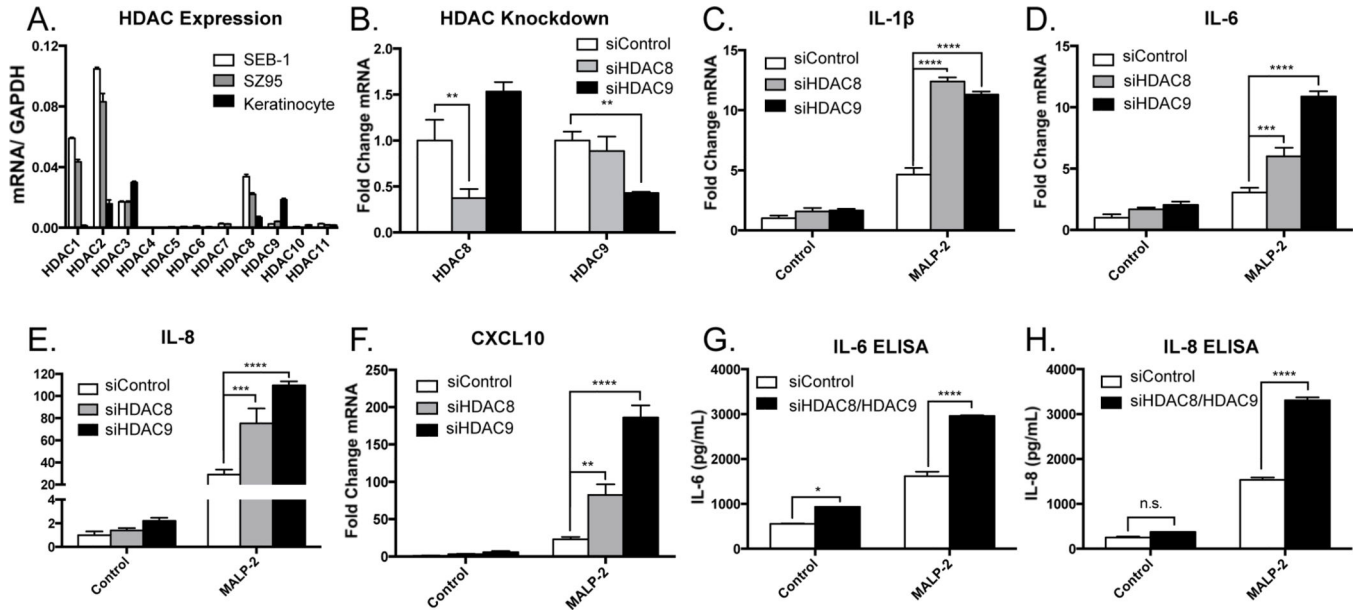 A. HDAC Expression
mRNA/ GAPDH
0.12
0.08
0.04
0.00
SEB-1
SZ95
Keratinocyte
HDAC1
HDAC2
HDAC3
HDAC4
HDAC5
HDAC6
HDAC7
HDAC8
HDAC9
HDAC10
HDAC11
B. HDAC Knockdown
Fold Change mRNA
2.0
1.5
1.0
0.5
0.0
siControl
siHDAC8
siHDAC9
**
**
HDAC8
HDAC9
C. IL-1β
Fold Change mRNA
15
10
5
0
siControl
siHDAC8
siHDAC9
****
****
Control
MALP-2
D. IL-6
Fold Change mRNA
15
10
5
0
siControl
siHDAC8
siHDAC9
****
***
Control
MALP-2
E. IL-8
120
100
80
60
40
20
4
2
0
siControl
siHDAC8
siHDAC9
****
***
Control
MALP-2
F. CXCL10
Fold Change mRNA
250
200
150
100
50
0
siControl
siHDAC8
siHDAC9
****
**
Control
MALP-2
G. IL-6 ELISA
IL-6 (pg/mL)
4000
3000
2000
1000
0
siControl
siHDAC8/HDAC9
****
*
Control
MALP-2
H. IL-8 ELISA
IL-8 (pg/mL)
4000
3000
2000
1000
0
siControl
siHDAC8/HDAC9
****
n.s.
Control
MALP-2